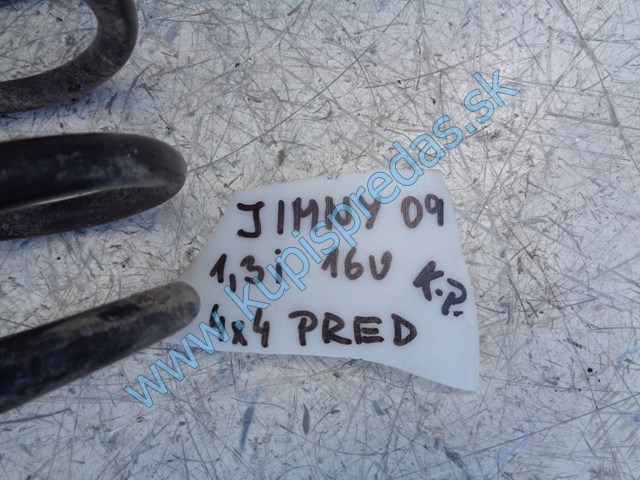 JIMNY 09
1,3i 16V
K.P.
4x4 PRED
www.kupispredas.sk